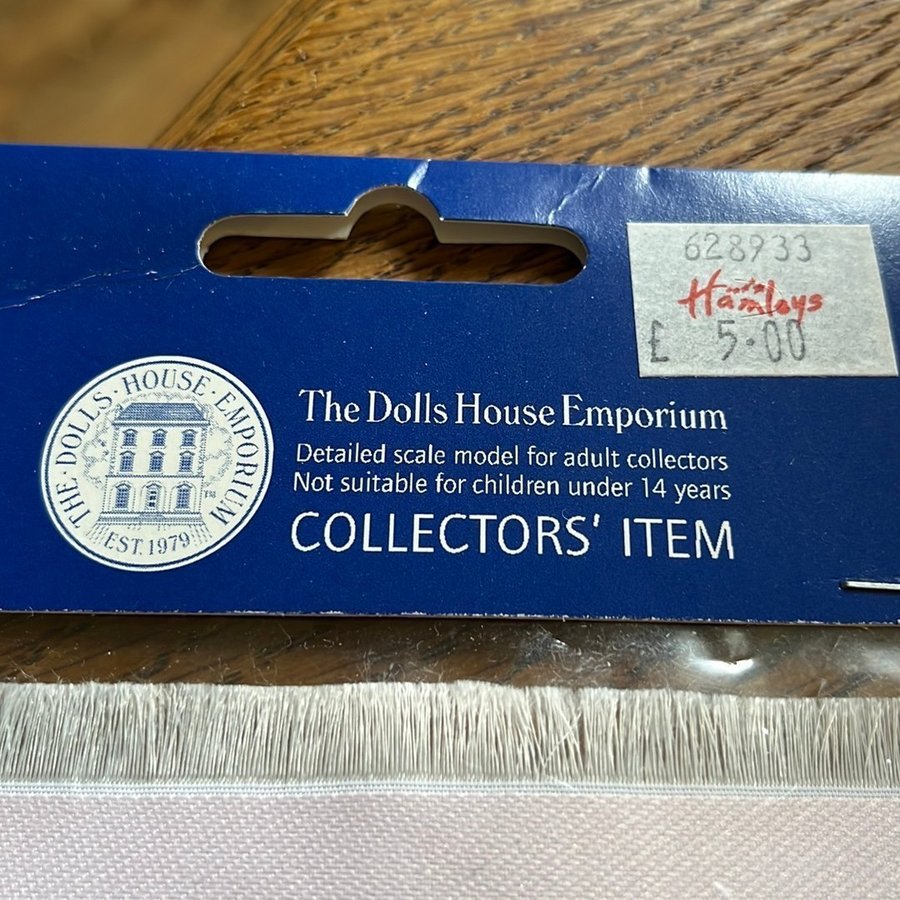 628933
Hamleys
£ 5.00
THE · DOLLS · HOUSE · EMPORIUM
TM
EST. 1979
The Dolls House Emporium
Detailed scale model for adult collectors
Not suitable for children under 14 years
COLLECTORS' ITEM